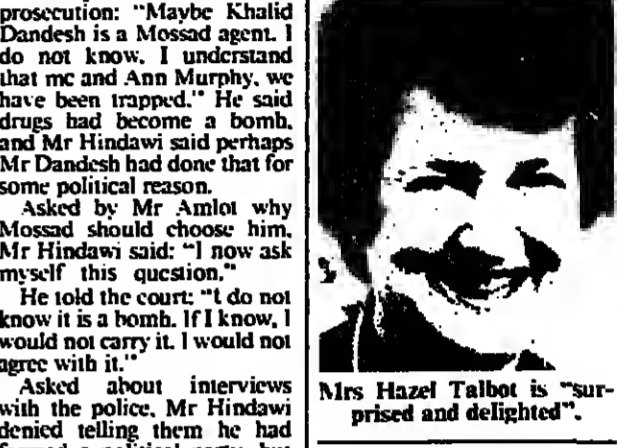 prosecution: "Maybe Khalid
Dandesh is a Mossad agent. I
do not know. I understand
that me and Ann Murphy, we
have been trapped." He said
drugs had become a bomb,
and Mr Hindawi said perhaps
Mr Dandesh had done that for
some political reason.
Asked by Mr Amlot why
Mossad should choose him,
Mr Hindawi said: "I now ask
myself this question."
He told the court: "I do not
know it is a bomb. If I know, I
would not carry it. I would not
agree with it."
Asked about interviews
with the police, Mr Hindawi
denied telling them he had
Mrs Hazel Talbot is "sur-
prised and delighted".